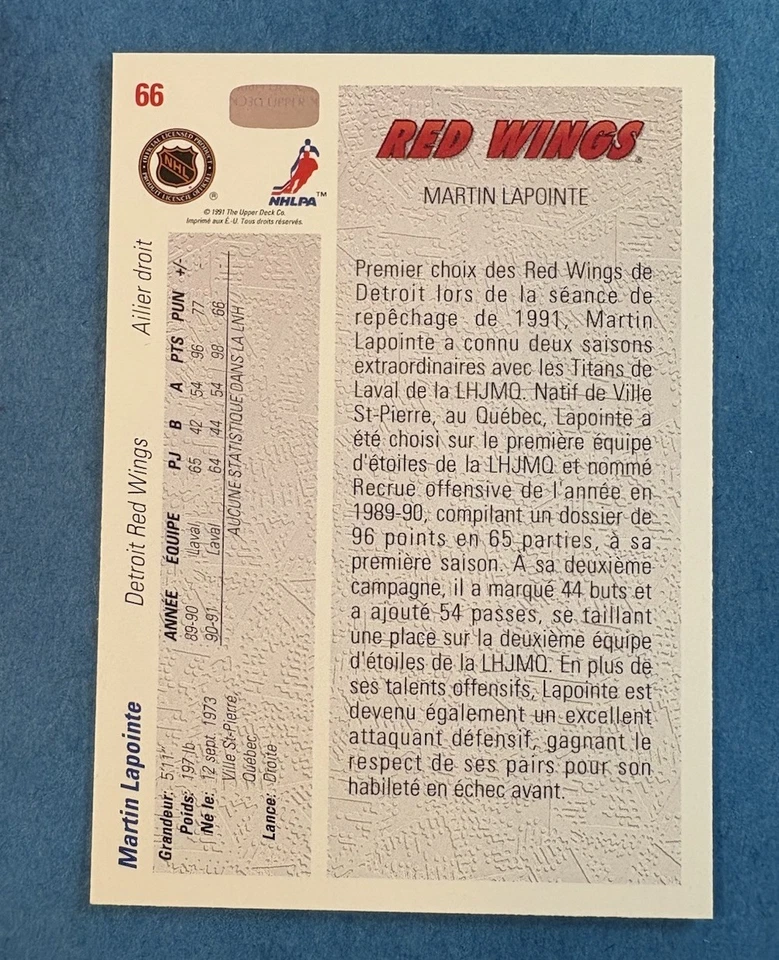 66
OFFICIAL LICENSED PRODUCT
NHL
PRODUIT LICENCIÉ OFFICIEL
®
NHLPA™
© 1991 The Upper Deck Co.
Imprimé aux É.-U. Tous droits réservés.
RED WINGS®
MARTIN LAPOINTE
Premier choix des Red Wings de
Detroit lors de la séance de
repêchage de 1991, Martin
Lapointe a connu deux saisons
extraordinaires avec les Titans de
Laval de la LHJMQ. Natif de Ville
St-Pierre, au Québec, Lapointe a
été choisi sur le première équipe
d'étoiles de la LHJMQ et nommé
Recrue offensive de l'année en
1989-90, compilant un dossier de
96 points en 65 parties, à sa
première saison. À sa deuxième
campagne, il a marqué 44 buts et
a ajouté 54 passes, se taillant
une place sur la deuxième équipe
d'étoiles de la LHJMQ. En plus de
ses talents offensifs, Lapointe est
devenu également un excellent
attaquant défensif, gagnant le
respect de ses pairs pour son
habileté en échec avant.
Martin Lapointe Detroit Red Wings Ailier droit
Grandeur: 5'11"
Poids: 197 lb
Né le: 12 sept. 1973
Ville St-Pierre,
Québec
Lance: Droite
ANNÉE ÉQUIPE PJ B A PTS PUN +/-
89-90 Laval 65 42 54 96 77 -
90-91 Laval 64 44 54 98 66 -
AUCUNE STATISTIQUE DANS LA LNH